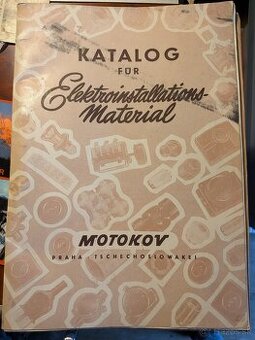 KATALOG
FÜR
Elektroinstallations-
Material
MOTOKOV
PRAHA - TSCHECHOSLOWAKEI